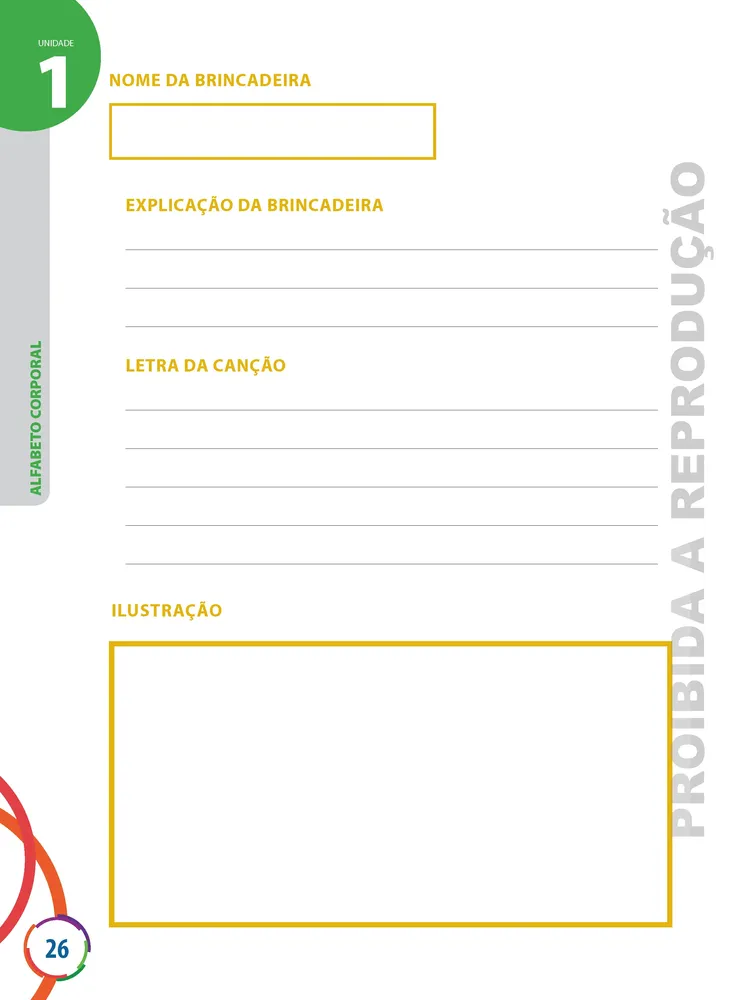 UNIDADE
1
NOME DA BRINCADEIRA
EXPLICAÇÃO DA BRINCADEIRA
LETRA DA CANÇÃO
ILUSTRAÇÃO
ALFABETO CORPORAL
PROIBIDA A REPRODUÇÃO
26